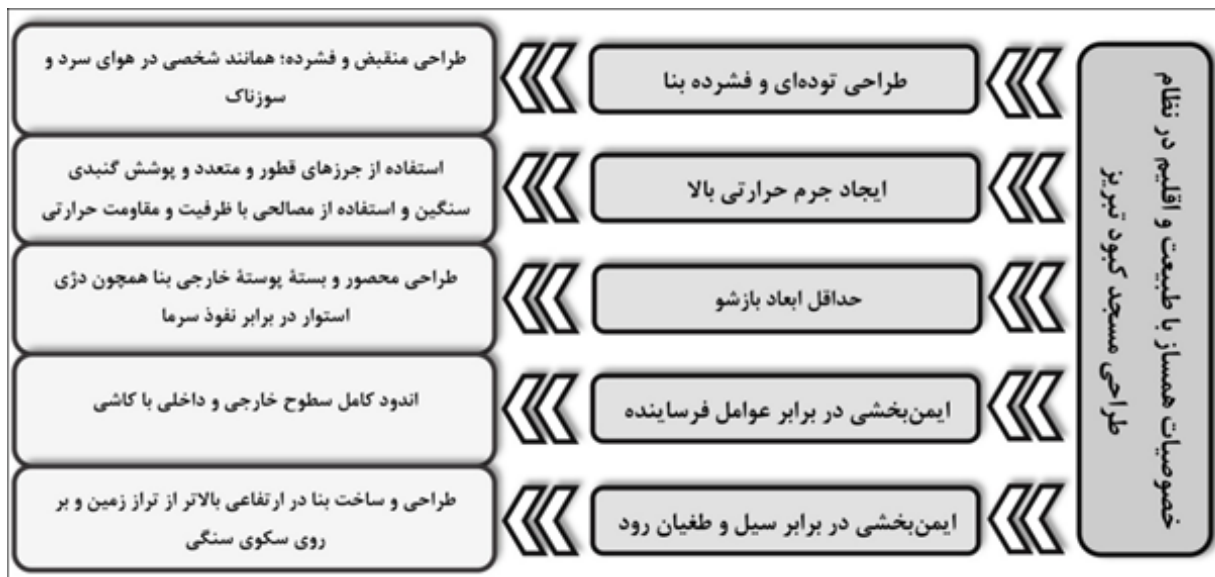 خصوصیات همساز با طبیعت و اقلیم در نظام
طراحی مسجد کبود تبریز
طراحی توده‌ای و فشرده بنا
طراحی منقبض و فشرده؛ همانند شخصی در هوای سرد و
سوزناک
ایجاد جرم حرارتی بالا
استفاده از جرزهای قطور و متعدد و پوشش گنبدی
سنگین و استفاده از مصالحی با ظرفیت و مقاومت حرارتی
حداقل ابعاد بازشو
طراحی محصور و بستهٔ پوستهٔ خارجی بنا همچون دژی
استوار در برابر نفوذ سرما
ایمن‌بخشی در برابر عوامل فرساینده
اندود کامل سطوح خارجی و داخلی با کاشی
ایمن‌بخشی در برابر سیل و طغیان رود
طراحی و ساخت بنا در ارتفاعی بالاتر از تراز زمین و بر
روی سکوی سنگی